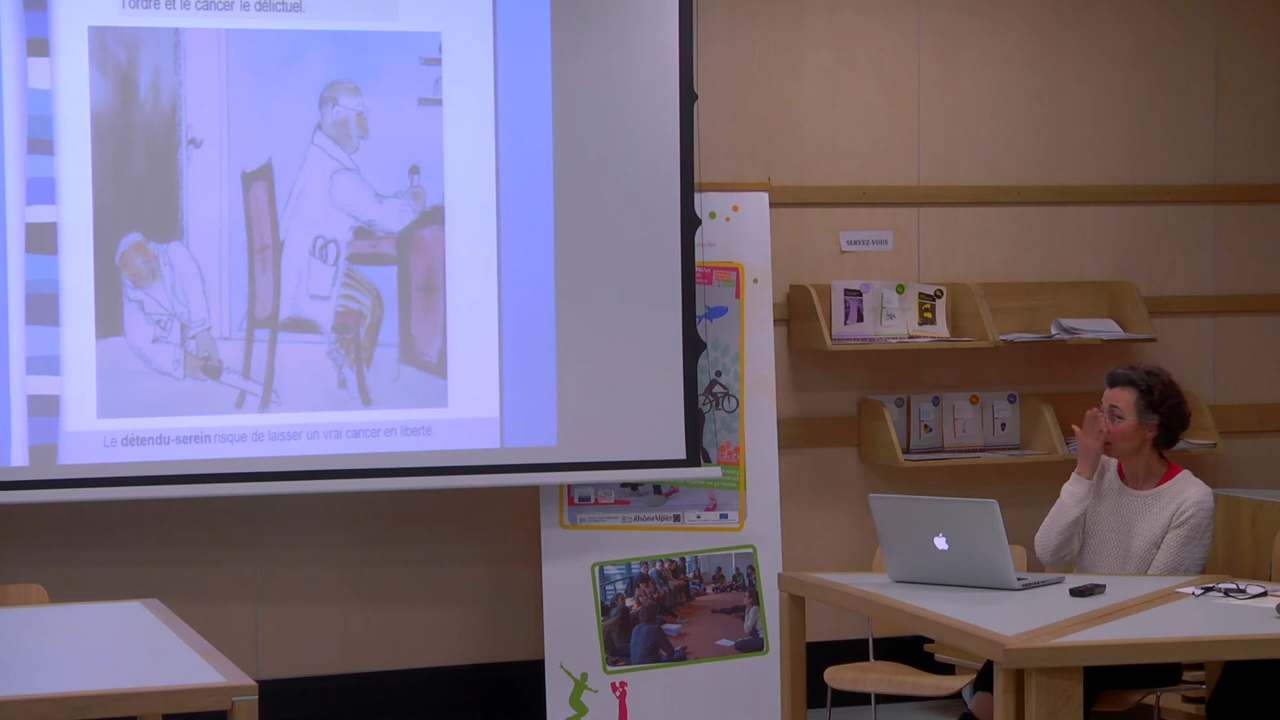 l'ordre et le cancer le délictuel.
Le détendu-serein risque de laisser un vrai cancer en liberté.
SERVEZ-VOUS
RhôneAlpes